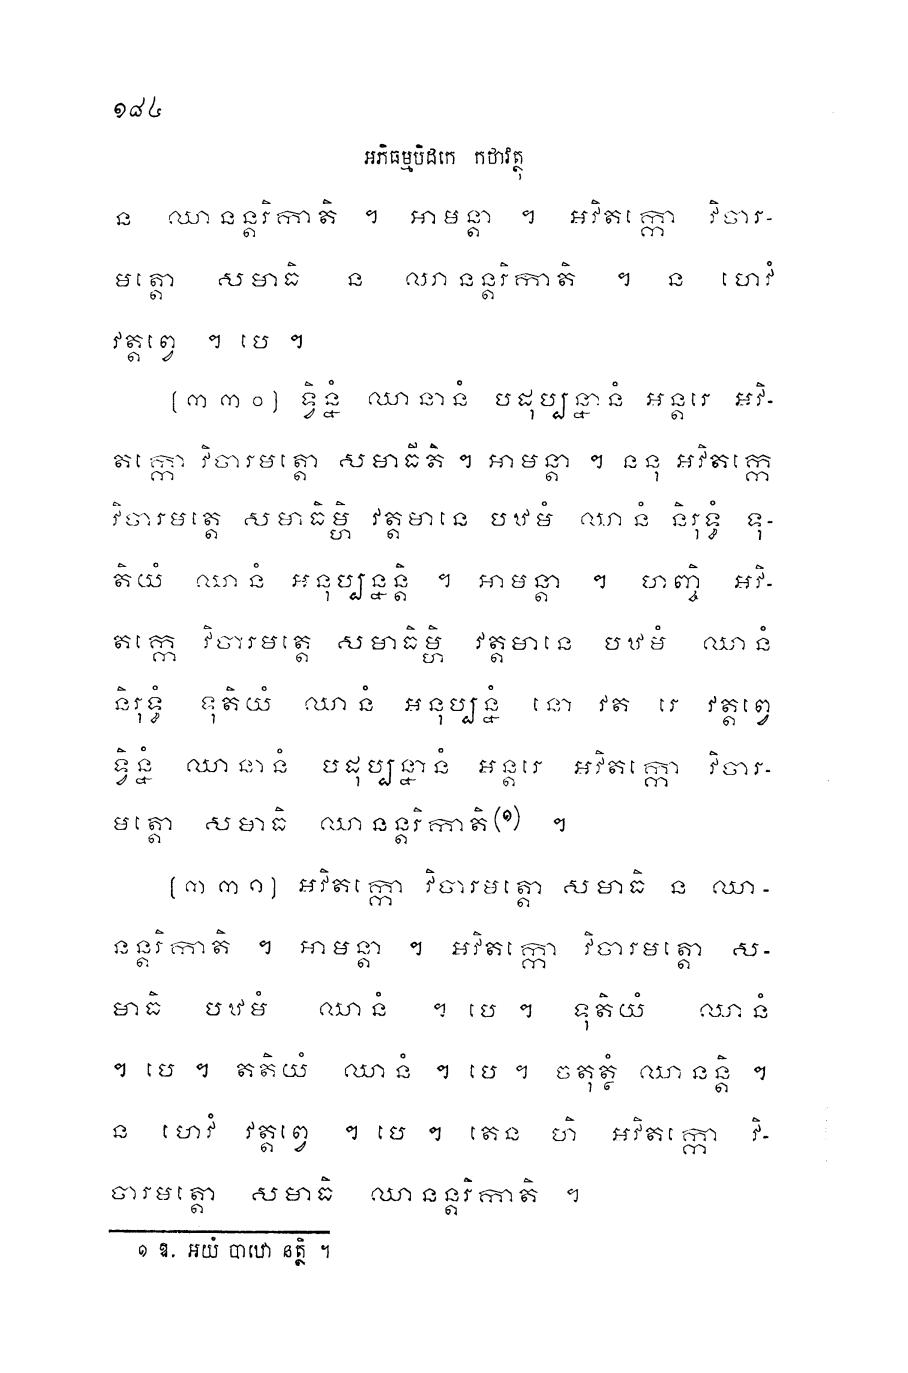 ១៨៤
អភិធម្មបិដកេ កថាវត្ថុ
ន ឈានន្តរិកាតិ ។ អាមន្តា ។ អវិតក្កោ វិចារ-
មត្តោ សមាធិ ន ឈានន្តរិកាតិ ។ ន ហេវំ
វត្តព្វេ ។ បេ ។
(៣៣០) ទ្វិន្នំ ឈានានំ បដុប្បន្នានំ អន្តរេ អវិ-
តក្កោ វិចារមត្តោ សមាធីតិ ។ អាមន្តា ។ ននុ អវិតក្កេ
វិចារមត្តេ សមាធិម្ហិ វត្តមានេ បឋមំ ឈានំ និរុទ្ធំ ទុ-
តិយំ ឈានំ អនុប្បន្នន្តិ ។ អាមន្តា ។ ហញ្ចិ អវិ-
តក្កេ វិចារមត្តេ សមាធិម្ហិ វត្តមានេ បឋមំ ឈានំ
និរុទ្ធំ ទុតិយំ ឈានំ អនុប្បន្នំ នោ វត រេ វត្តព្វេ
ទ្វិន្នំ ឈានានំ បដុប្បន្នានំ អន្តរេ អវិតក្កោ វិចារ-
មត្តោ សមាធិ ឈានន្តរិកាតិ(១) ។
(៣៣១) អវិតក្កោ វិចារមត្តោ សមាធិ ន ឈា-
នន្តរិកាតិ ។ អាមន្តា ។ អវិតក្កោ វិចារមត្តោ ស-
មាធិ បឋមំ ឈានំ ។ បេ ។ ទុតិយំ ឈានំ
។ បេ ។ តតិយំ ឈានំ ។ បេ ។ ចតុត្ថំ ឈានន្តិ ។
ន ហេវំ វត្តព្វេ ។ បេ ។ តេន ហិ អវិតក្កោ វិ-
ចារមត្តោ សមាធិ ឈានន្តរិកាតិ ។
១ ឧ. អយំ បាឋោ នត្ថិ ។